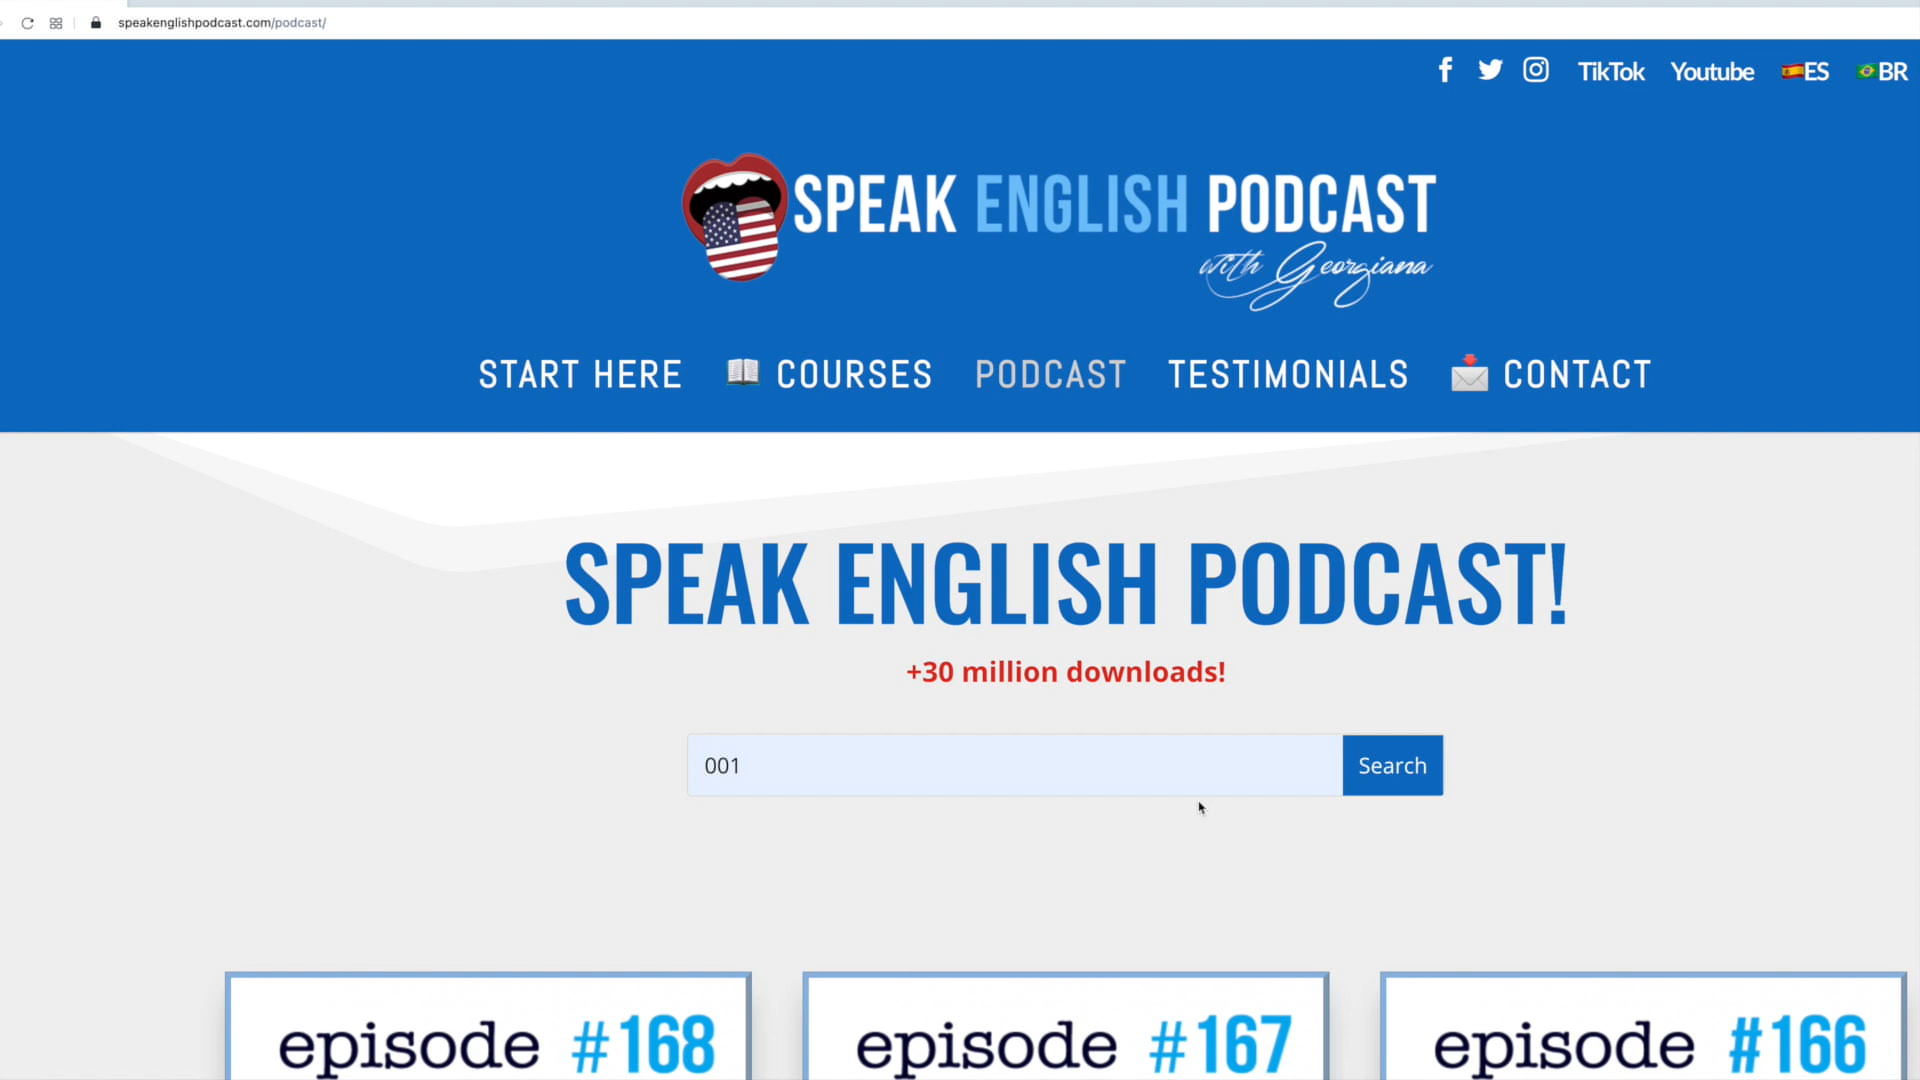 speakenglishpodcast.com/podcast/
TikTok Youtube 🇪🇸ES 🇧🇷BR
SPEAK ENGLISH PODCAST
with Georgiana
START HERE 📖 COURSES PODCAST TESTIMONIALS 📩 CONTACT
SPEAK ENGLISH PODCAST!
+30 million downloads!
001 Search
episode #168 episode #167 episode #166